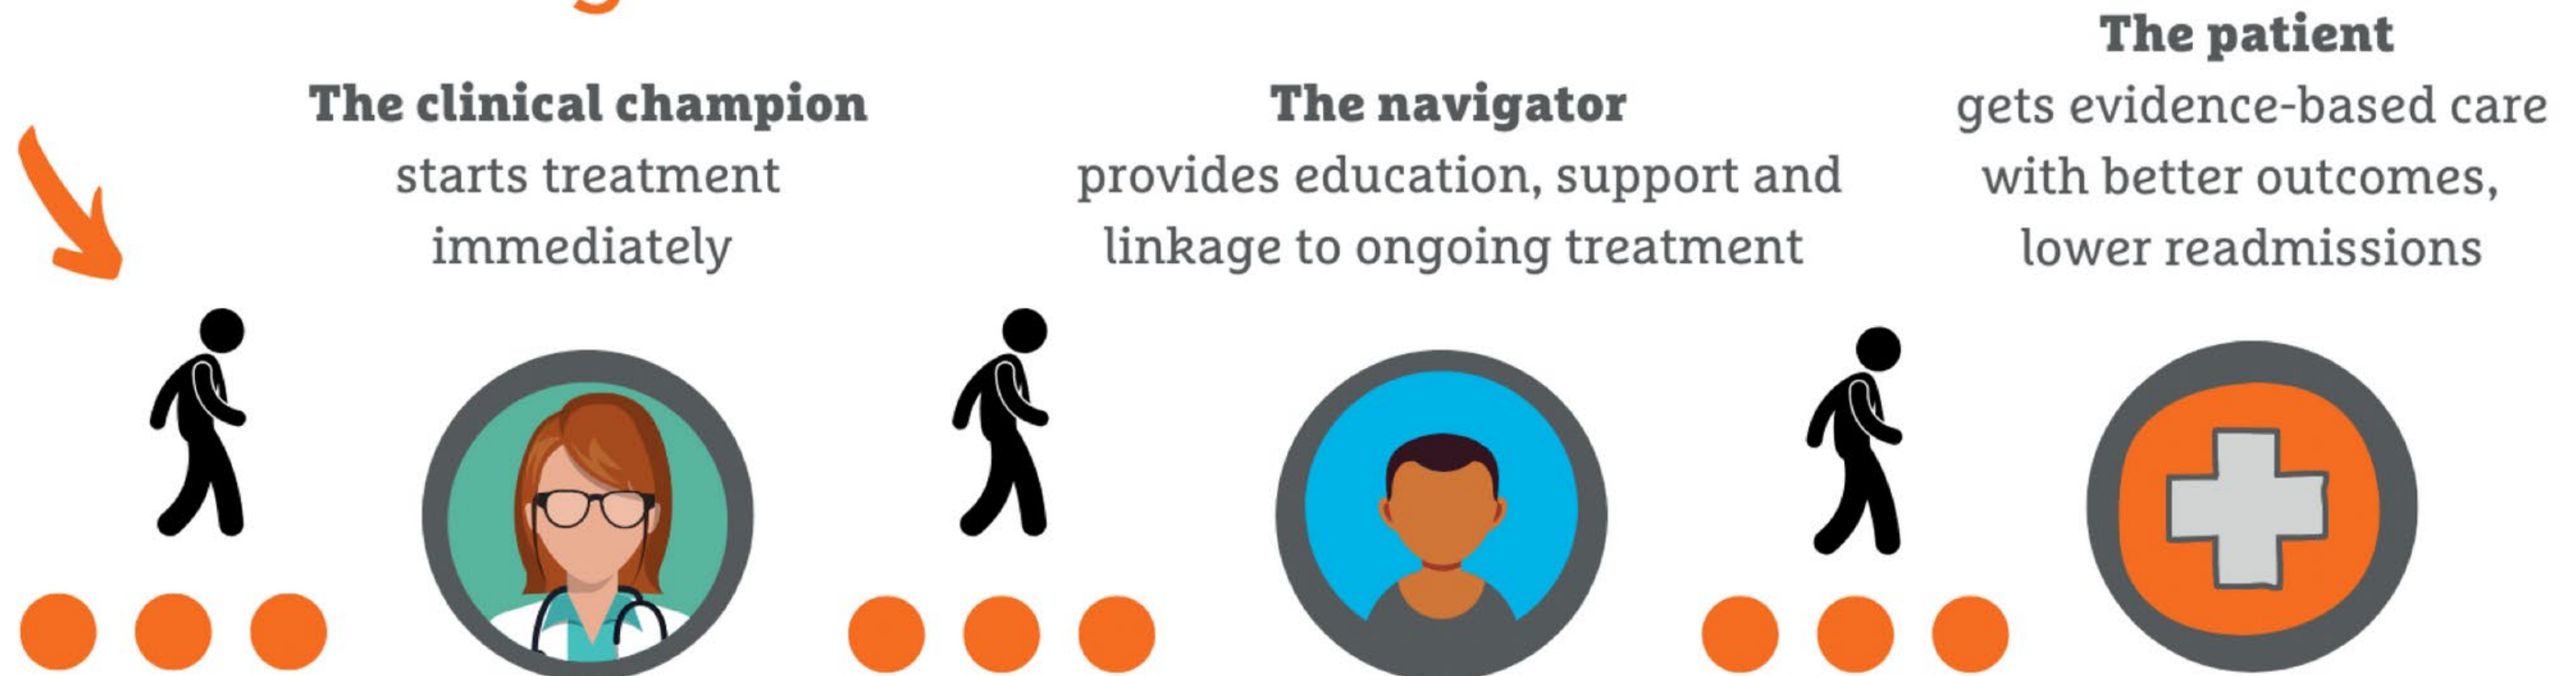 The clinical champion
starts treatment
immediately
The navigator
provides education, support and
linkage to ongoing treatment
The patient
gets evidence-based care
with better outcomes,
lower readmissions